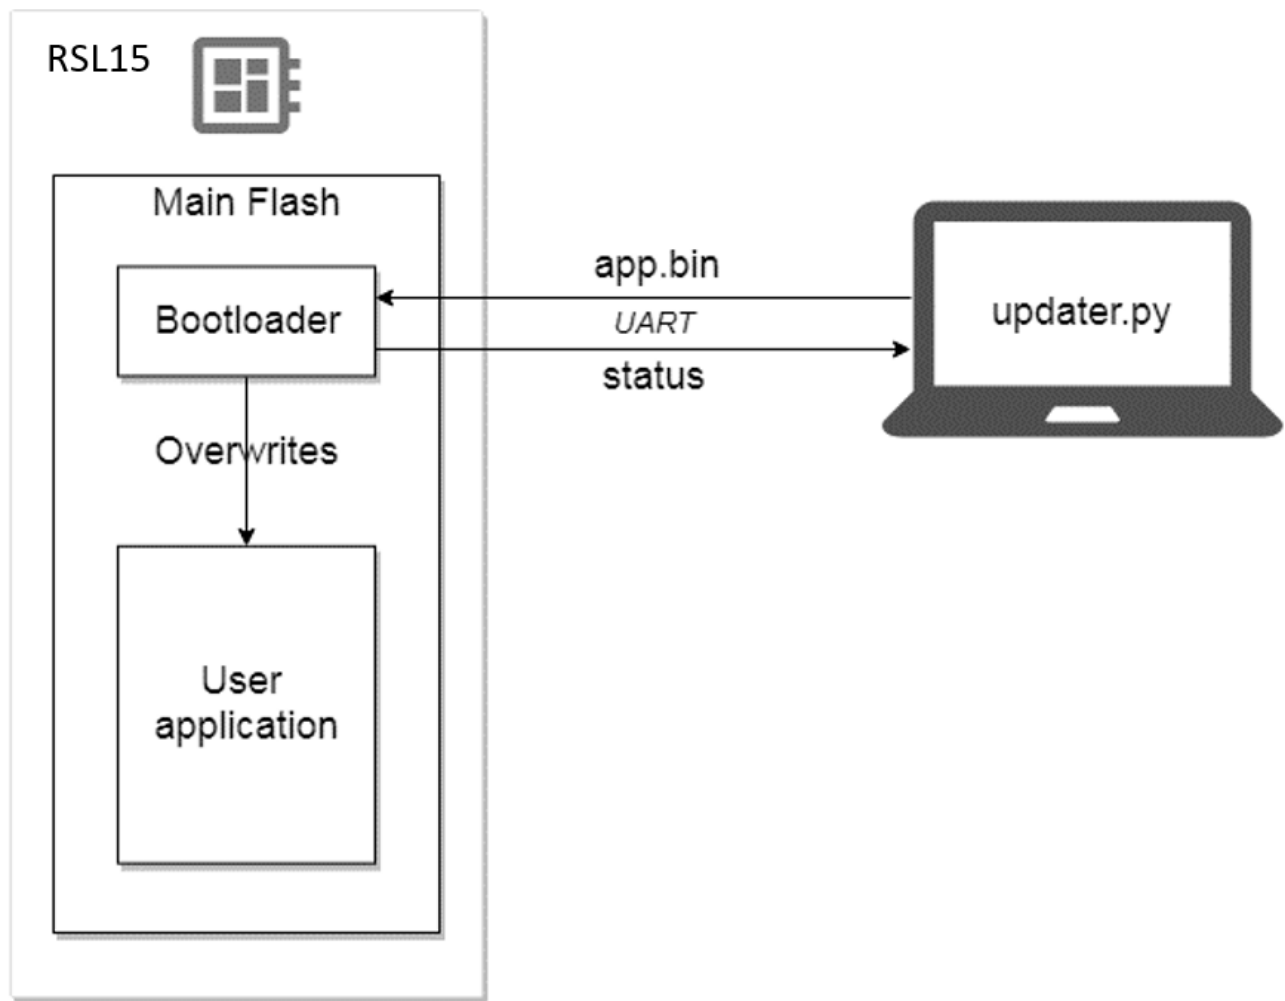 RSL15
Main Flash
Bootloader
Overwrites
User
application
app.bin
UART
status
updater.py